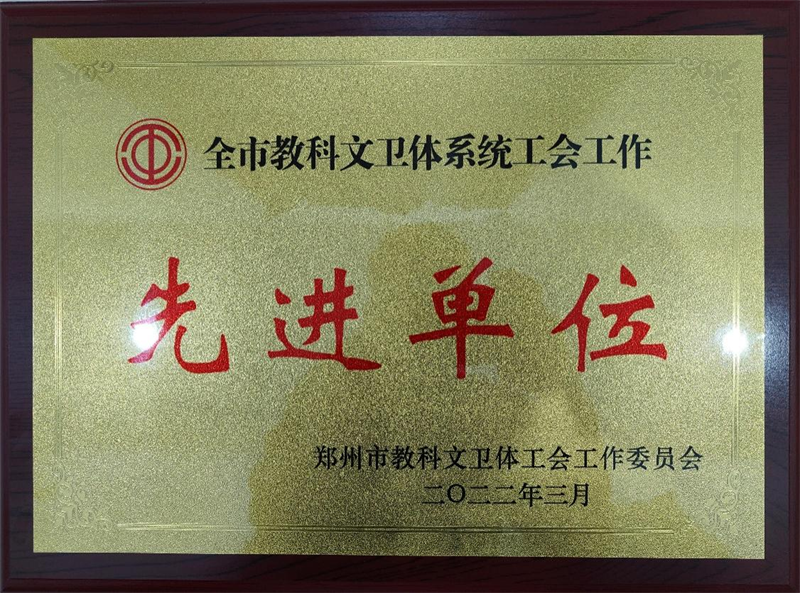 全市教科文卫体系统工会工作
先进单位
郑州市教科文卫体工会工作委员会
二〇二二年三月